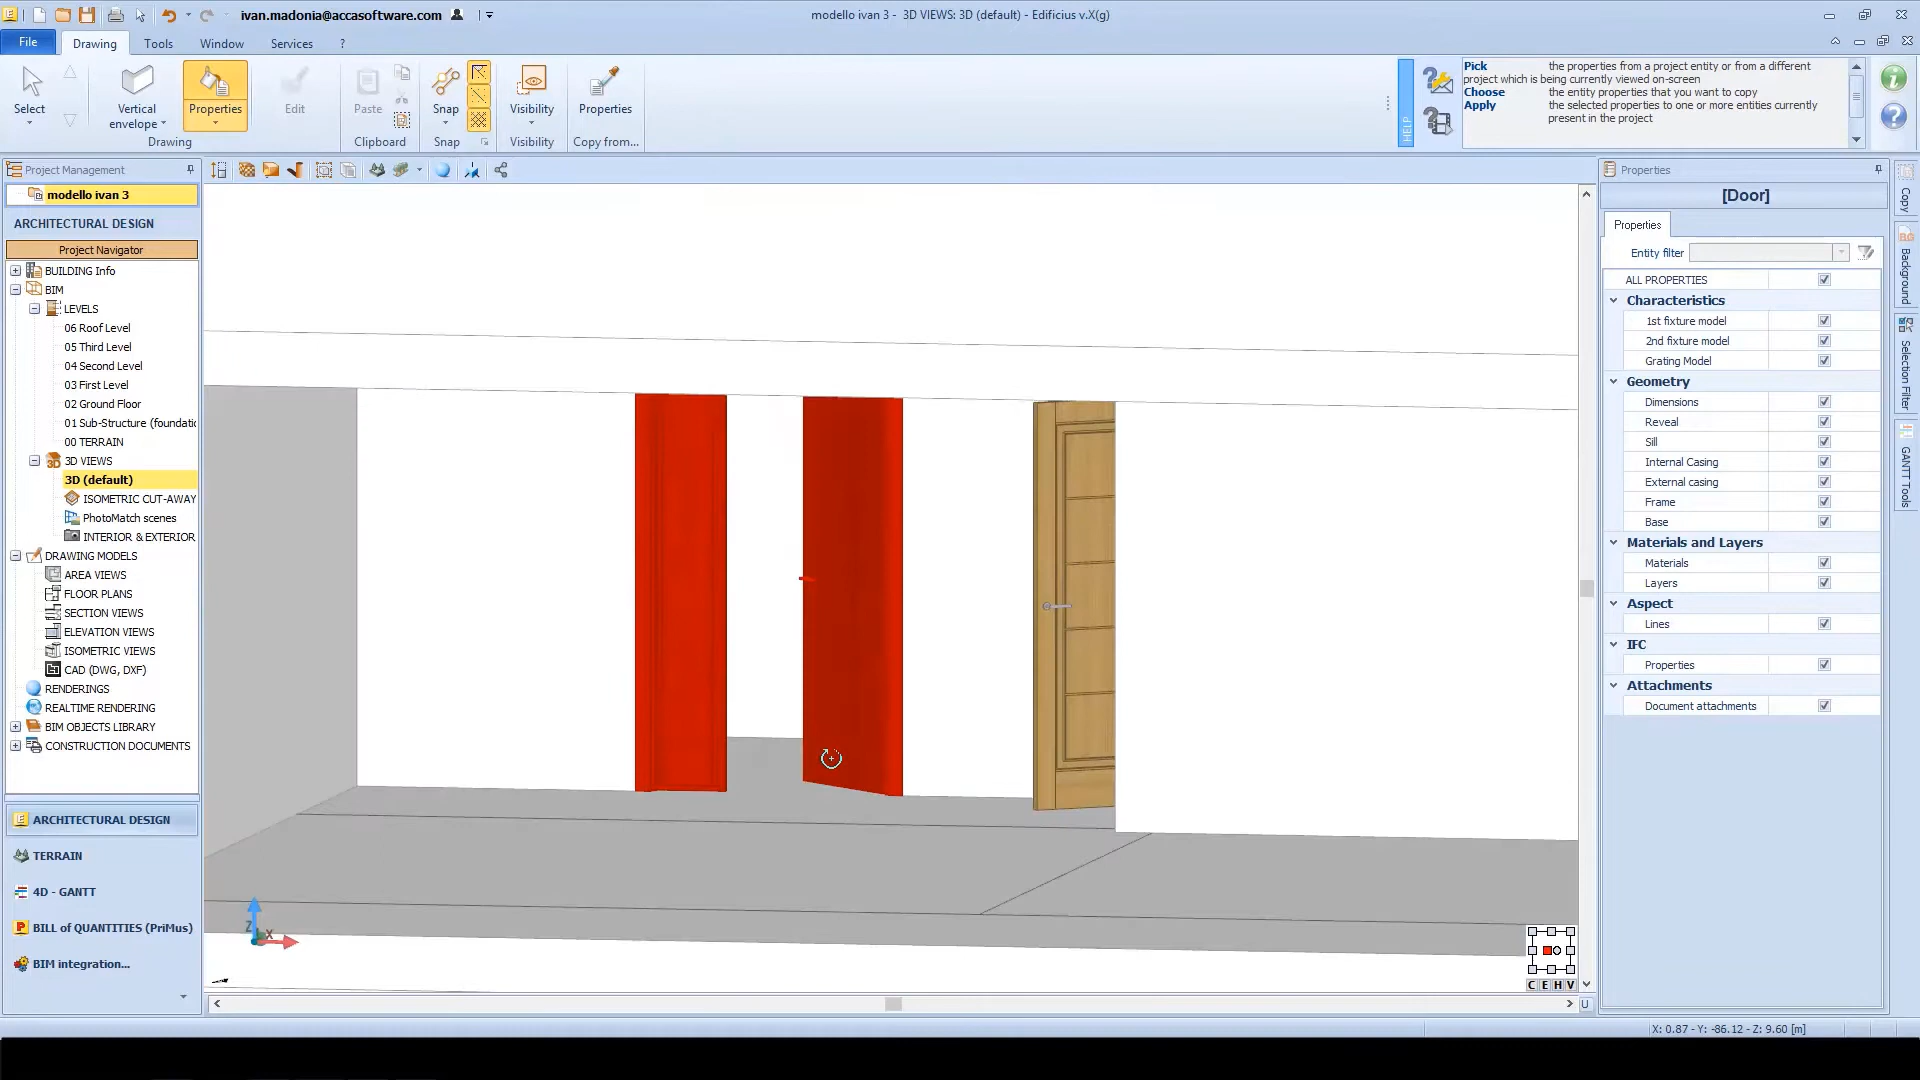 ivan.madonia@accasoftware.com
modello ivan 3 - 3D VIEWS: 3D (default) - Edificius v.X(g)
File
Drawing
Tools
Window
Services
?
Select
Vertical
envelope
Properties
Edit
Drawing
Paste
Clipboard
Snap
Snap
Visibility
Visibility
Properties
Copy from...
HELP
Pick the properties from a project entity or from a different
project which is being currently viewed on-screen
Choose the entity properties that you want to copy
Apply the selected properties to one or more entities currently
present in the project
Project Management
modello ivan 3
ARCHITECTURAL DESIGN
Project Navigator
BUILDING Info
BIM
LEVELS
06 Roof Level
05 Third Level
04 Second Level
03 First Level
02 Ground Floor
01 Sub-Structure (foundatic
00 TERRAIN
3D VIEWS
3D (default)
ISOMETRIC CUT-AWAY
PhotoMatch scenes
INTERIOR & EXTERIOR
DRAWING MODELS
AREA VIEWS
FLOOR PLANS
SECTION VIEWS
ELEVATION VIEWS
ISOMETRIC VIEWS
CAD (DWG, DXF)
RENDERINGS
REALTIME RENDERING
BIM OBJECTS LIBRARY
CONSTRUCTION DOCUMENTS
ARCHITECTURAL DESIGN
TERRAIN
4D - GANTT
BILL of QUANTITIES (PriMus)
BIM integration...
Z
X
C E H V
U
Properties
[Door]
Properties
Entity filter
ALL PROPERTIES
Characteristics
1st fixture model
2nd fixture model
Grating Model
Geometry
Dimensions
Reveal
Sill
Internal Casing
External casing
Frame
Base
Materials and Layers
Materials
Layers
Aspect
Lines
IFC
Properties
Attachments
Document attachments
Copy
Background
Selection Filter
GANTT Tools
X: 0.87 - Y: -86.12 - Z: 9.60 [m]